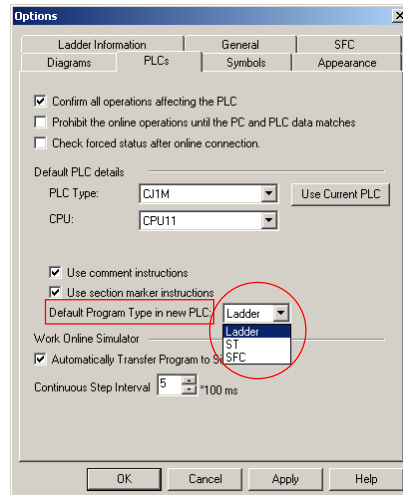 Options
Ladder Information General SFC
Diagrams PLCs Symbols Appearance
Confirm all operations affecting the PLC
Prohibit the online operations until the PC and PLC data matches
Check forced status after online connection.
Default PLC details
PLC Type: CJ1M Use Current PLC
CPU: CPU11
Use comment instructions
Use section marker instructions
Default Program Type in new PLC: Ladder
Ladder
ST
SFC
Work Online Simulator
Automatically Transfer Program to
Continuous Step Interval 5 *100 ms
OK Cancel Apply Help